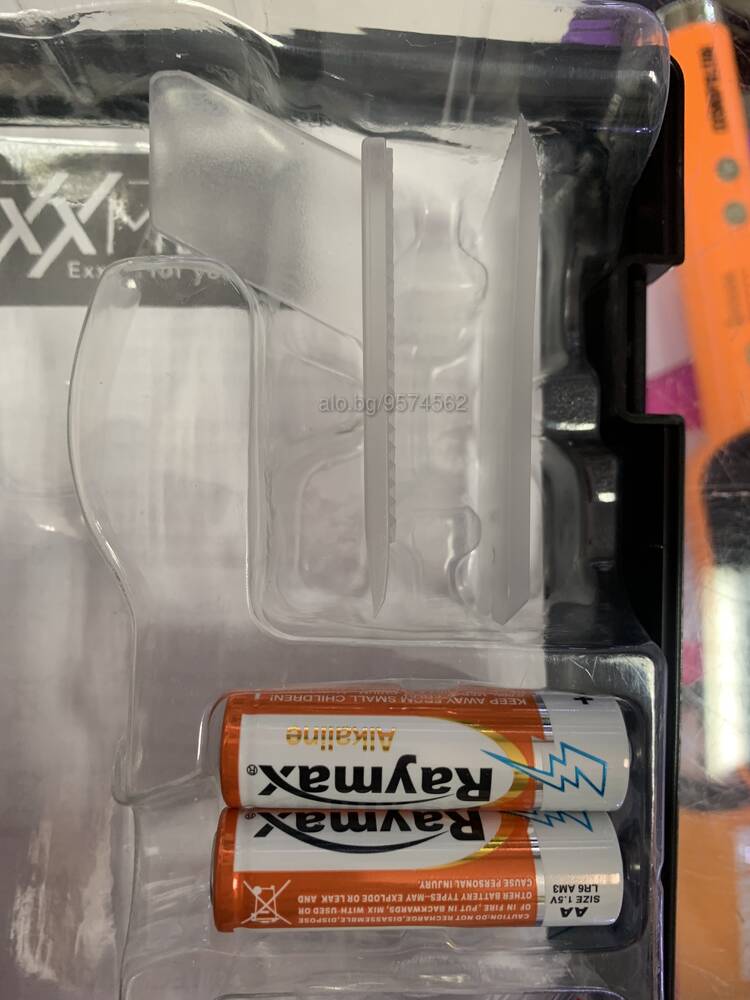 alo.bg/9574562
KEEP AWAY FROM SMALL CHILDREN!
Alkaline
Raymax®
+
Raymax®
CAUTION:DO NOT RECHARGE,DISASSEMBLE,DISPOSE
OF IN FIRE, PUT IN BACKWARDS, MIX WITH USED OR
OTHER BATTERY TYPES-MAY EXPLODE OR LEAK AND
CAUSE PERSONAL INJURY.
AA
SIZE 1.5V
LR6 AM3